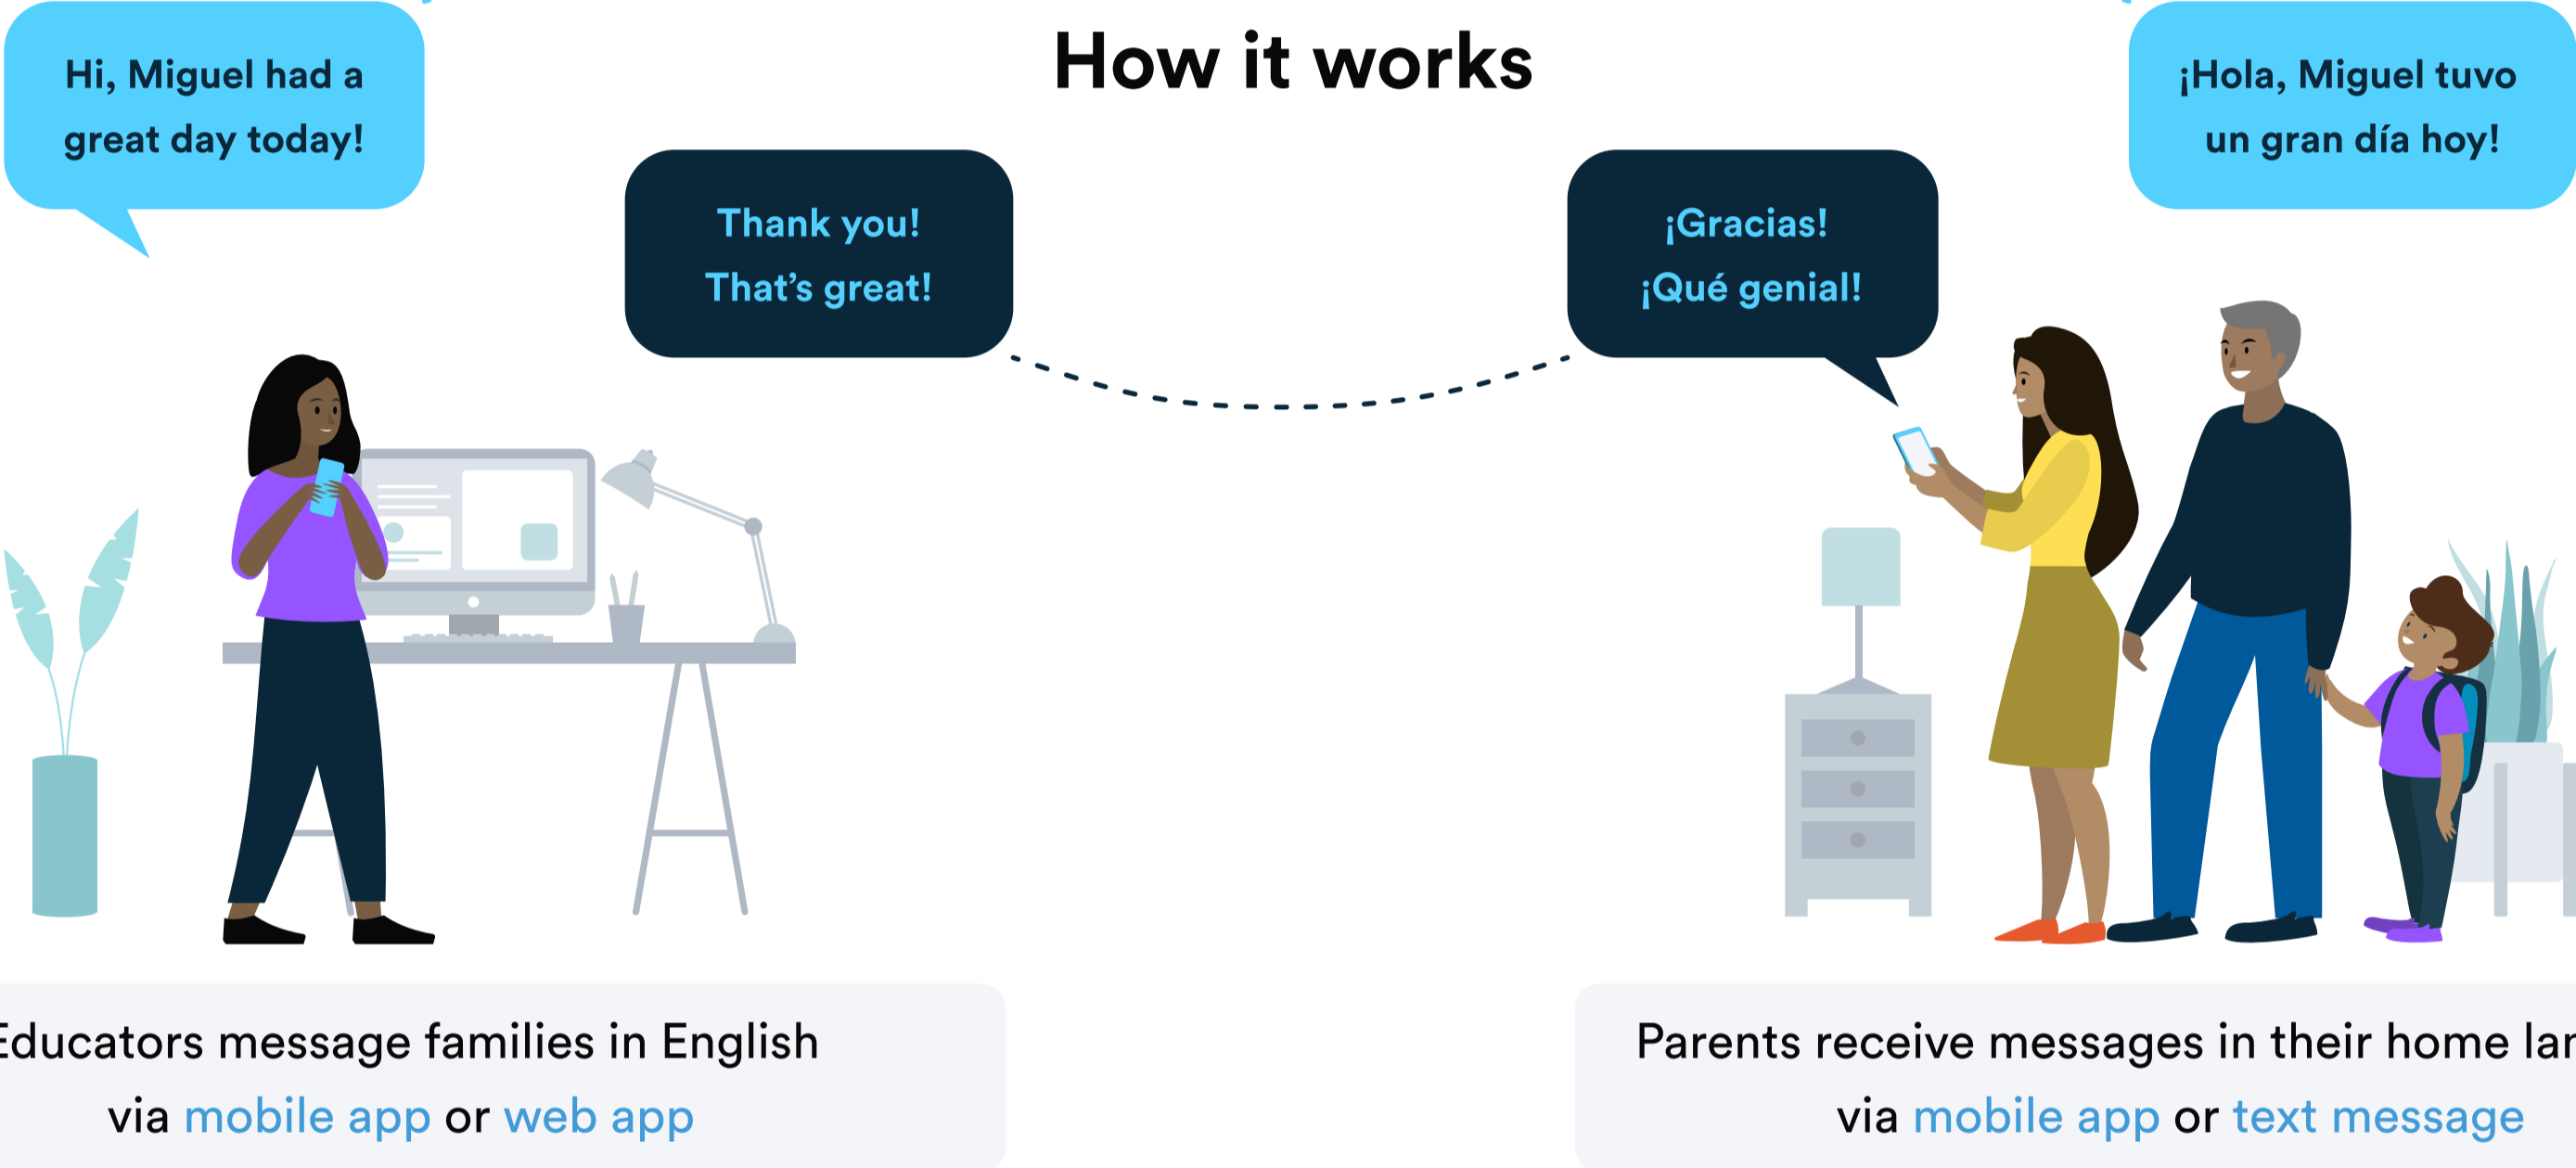 How it works
Hi, Miguel had a
great day today!
Thank you!
That's great!
¡Gracias!
¡Qué genial!
¡Hola, Miguel tuvo
un gran día hoy!
Educators message families in English
via mobile app or web app
Parents receive messages in their home
via mobile app or text message